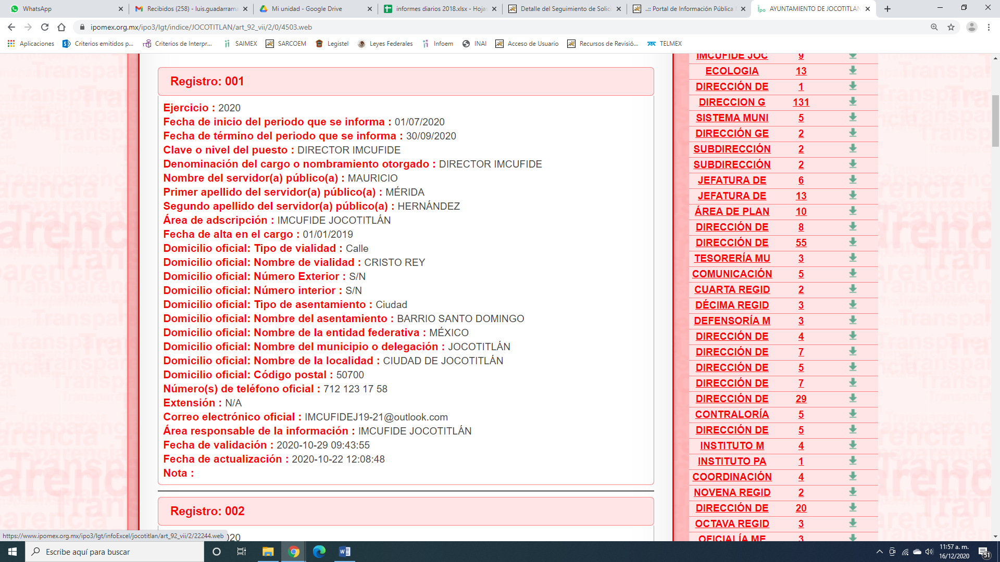 WhatsApp
Recibidos (258) - luis.guadarrama
Mi unidad - Google Drive
informes diarios 2018.xlsx - Hoja
Detalle del Seguimiento de Solici
..:: Portal de Información Pública
AYUNTAMIENTO DE JOCOTITLAN
ipomex.org.mx/ipo3/lgt/indice/JOCOTITLAN/art_92_vii/2/0/4503.web
Aplicaciones
Criterios emitidos p...
Criterios de Interpr...
SAIMEX
SARCOEM
Legistel
Leyes Federales
Infoem
INAI
Acceso de Usuario
Recursos de Revisió...
TELMEX
Registro: 001
Ejercicio : 2020
Fecha de inicio del periodo que se informa : 01/07/2020
Fecha de término del periodo que se informa : 30/09/2020
Clave o nivel del puesto : DIRECTOR IMCUFIDE
Denominación del cargo o nombramiento otorgado : DIRECTOR IMCUFIDE
Nombre del servidor(a) público(a) : MAURICIO
Primer apellido del servidor(a) público(a) : MÉRIDA
Segundo apellido del servidor(a) público(a) : HERNÁNDEZ
Área de adscripción : IMCUFIDE JOCOTITLÁN
Fecha de alta en el cargo : 01/01/2019
Domicilio oficial: Tipo de vialidad : Calle
Domicilio oficial: Nombre de vialidad : CRISTO REY
Domicilio oficial: Número Exterior : S/N
Domicilio oficial: Número interior : S/N
Domicilio oficial: Tipo de asentamiento : Ciudad
Domicilio oficial: Nombre del asentamiento : BARRIO SANTO DOMINGO
Domicilio oficial: Nombre de la entidad federativa : MÉXICO
Domicilio oficial: Nombre del municipio o delegación : JOCOTITLÁN
Domicilio oficial: Nombre de la localidad : CIUDAD DE JOCOTITLÁN
Domicilio oficial: Código postal : 50700
Número(s) de teléfono oficial : 712 123 17 58
Extensión : N/A
Correo electrónico oficial : IMCUFIDEJ19-21@outlook.com
Área responsable de la información : IMCUFIDE JOCOTITLÁN
Fecha de validación : 2020-10-29 09:43:55
Fecha de actualización : 2020-10-22 12:08:48
Nota :
Registro: 002
020
IMCUFIDE JOC 9
ECOLOGIA 13
DIRECCIÓN DE 1
DIRECCION G 131
SISTEMA MUNI 5
DIRECCIÓN GE 2
SUBDIRECCIÓN 2
SUBDIRECCIÓN 2
JEFATURA DE 6
JEFATURA DE 13
ÁREA DE PLAN 10
DIRECCIÓN DE 8
DIRECCIÓN DE 55
TESORERÍA MU 3
COMUNICACIÓN 5
CUARTA REGID 2
DÉCIMA REGID 3
DEFENSORÍA M 3
DIRECCIÓN DE 4
DIRECCIÓN DE 7
DIRECCIÓN DE 5
DIRECCIÓN DE 7
DIRECCIÓN DE 29
CONTRALORÍA 5
DIRECCIÓN DE 5
INSTITUTO M 4
INSTITUTO PA 1
COORDINACIÓN 4
NOVENA REGID 2
DIRECCIÓN DE 20
OCTAVA REGID 3
OFICIALÍA ME 3
https://www.ipomex.org.mx/ipo3/lgt/infoExcel/jocotitlan/art_92_vii/2/22244.web
Escribe aquí para buscar
11:57 a. m.
16/12/2020
51